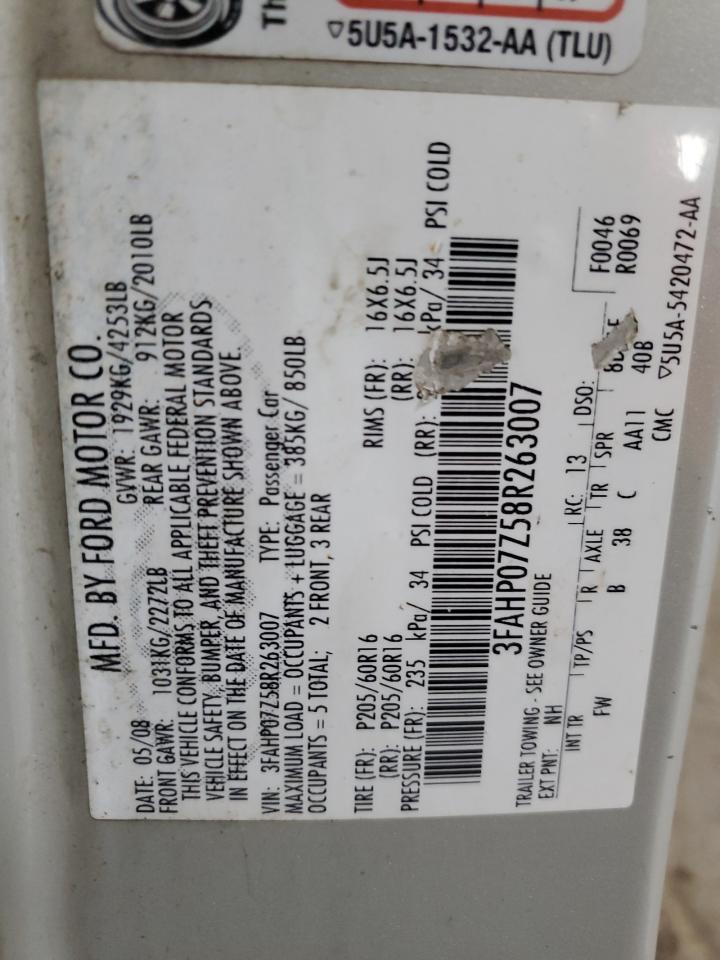 Th
▽5U5A-1532-AA (TLU)
MFD. BY FORD MOTOR CO.
DATE: 05/08 GVWR: 1929KG/4253LB
FRONT GAWR: 1031KG/2272LB REAR GAWR: 912KG/2010LB
THIS VEHICLE CONFORMS TO ALL APPLICABLE FEDERAL MOTOR
VEHICLE SAFETY, BUMPER, AND THEFT PREVENTION STANDARDS
IN EFFECT ON THE DATE OF MANUFACTURE SHOWN ABOVE.
VIN: 3FAHP07Z58R263007 TYPE: Passenger Car
MAXIMUM LOAD = OCCUPANTS + LUGGAGE = 385KG/ 850LB
OCCUPANTS = 5 TOTAL; 2 FRONT, 3 REAR
TIRE (FR): P205/60R16 RIMS (FR): 16X6.5J
(RR): P205/60R16 (RR): 16X6.5J
PRESSURE (FR): 235 kPa/ 34 PSI COLD (RR): kPa/ 34 PSI COLD
3FAHP07Z58R263007
TRAILER TOWING - SEE OWNER GUIDE
EXT PNT: NH RC: 13 DSO: F0046
INT TR TP/PS R AXLE TR SPR R0069
FW B 38 C AA11 40B
CMC ▽5U5A-5420472-AA